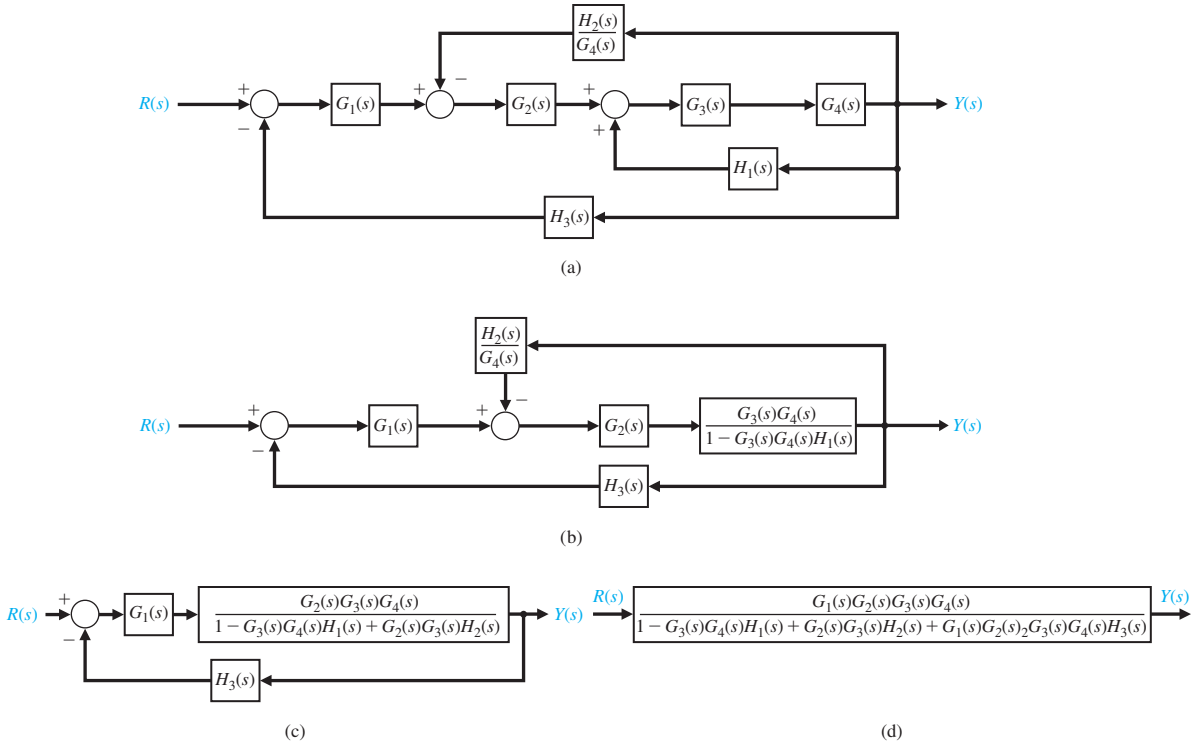 H2(s)
G4(s)
+ + − +
R(s) G1(s) G2(s) G3(s) G4(s) Y(s)
− +
H1(s)
H3(s)
(a)
H2(s)
G4(s)
−
+ +
R(s) G1(s) G2(s) G3(s)G4(s) Y(s)
1 − G3(s)G4(s)H1(s)
−
H3(s)
(b)
+
R(s) G1(s) G2(s)G3(s)G4(s) Y(s)
1 − G3(s)G4(s)H1(s) + G2(s)G3(s)H2(s)
−
H3(s)
(c)
R(s) G1(s)G2(s)G3(s)G4(s) Y(s)
1 − G3(s)G4(s)H1(s) + G2(s)G3(s)H2(s) + G1(s)G2(s)2G3(s)G4(s)H3(s)
(d)